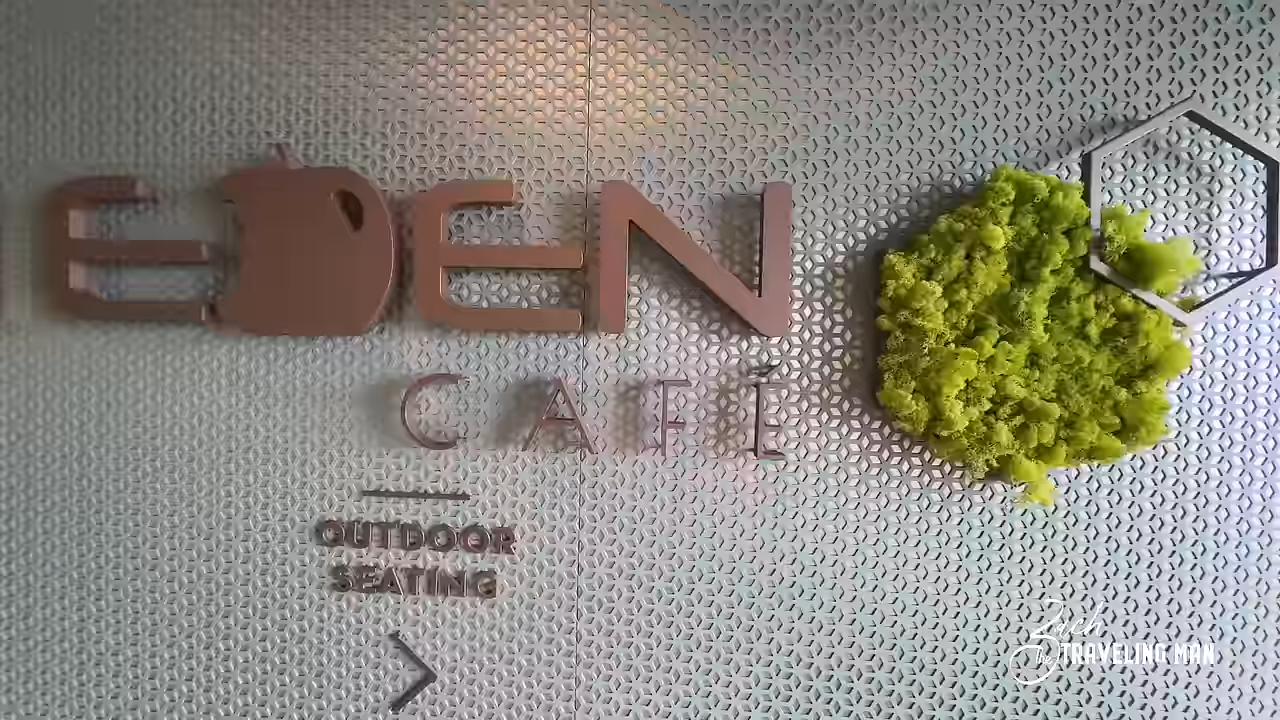 EDEN
CAFÉ
OUTDOOR
SEATING
Zach
the TRAVELING MAN